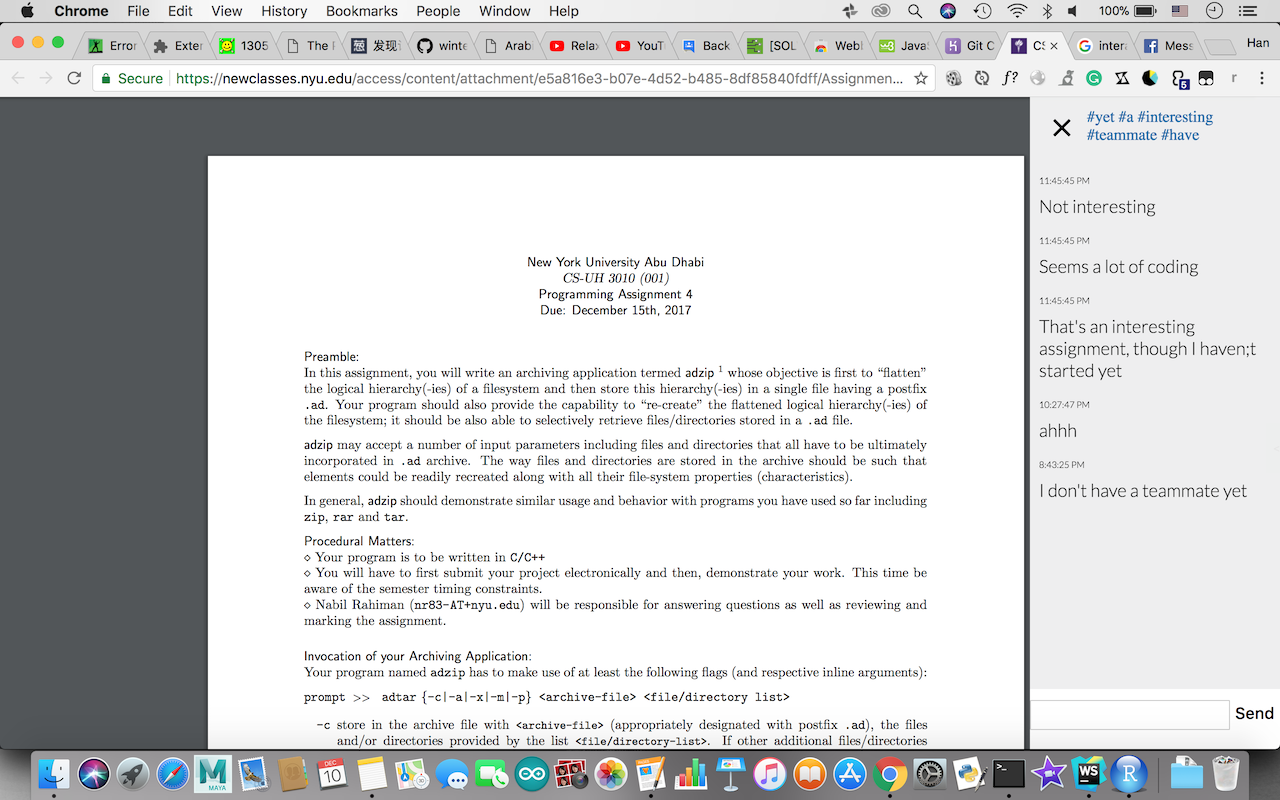 Chrome File Edit View History Bookmarks People Window Help 100%
Erro Exter 1305 The F 发现 winte Arab Relax YouT Back [SOL Webl Java Git C CS inter Mess Han
Secure https://newclasses.nyu.edu/access/content/attachment/e5a816e3-b07e-4d52-b485-8df85840fdff/Assignmen... f? 5 r
New York University Abu Dhabi
CS-UH 3010 (001)
Programming Assignment 4
Due: December 15th, 2017
Preamble:
In this assignment, you will write an archiving application termed adzip 1 whose objective is first to “flatten”
the logical hierarchy(-ies) of a filesystem and then store this hierarchy(-ies) in a single file having a postfix
.ad. Your program should also provide the capability to “re-create” the flattened logical hierarchy(-ies) of
the filesystem; it should be also able to selectively retrieve files/directories stored in a .ad file.
adzip may accept a number of input parameters including files and directories that all have to be ultimately
incorporated in .ad archive. The way files and directories are stored in the archive should be such that
elements could be readily recreated along with all their file-system properties (characteristics).
In general, adzip should demonstrate similar usage and behavior with programs you have used so far including
zip, rar and tar.
Procedural Matters:
⋄ Your program is to be written in C/C++
⋄ You will have to first submit your project electronically and then, demonstrate your work. This time be
aware of the semester timing constraints.
⋄ Nabil Rahiman (nr83-AT+nyu.edu) will be responsible for answering questions as well as reviewing and
marking the assignment.
Invocation of your Archiving Application:
Your program named adzip has to make use of at least the following flags (and respective inline arguments):
prompt >> adtar {-c|-a|-x|-m|-p} <archive-file> <file/directory list>
-c store in the archive file with <archive-file> (appropriately designated with postfix .ad), the files
and/or directories provided by the list <file/directory-list>. If other additional files/directories
#yet #a #interesting
#teammate #have
11:45:45 PM
Not interesting
11:45:45 PM
Seems a lot of coding
11:45:45 PM
That's an interesting
assignment, though I haven;t
started yet
10:27:47 PM
ahhh
8:43:25 PM
I don't have a teammate yet
Send
MAYA DEC 10 WS R